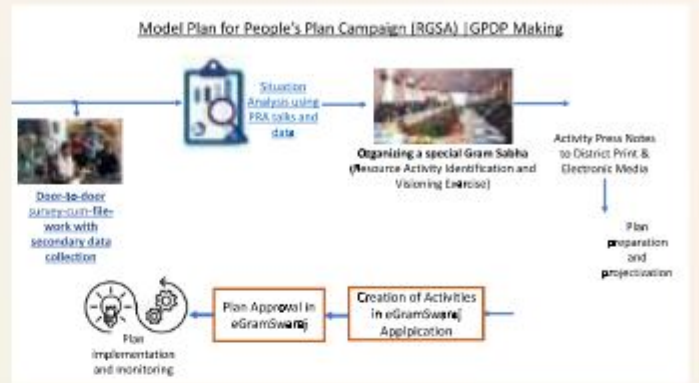 Model Plan for People's Plan Campaign (RGSA) |GPDP Making
Situation
Analysis using
PRA talks and
data
Organizing a special Gram Sabha
(Resource Activity Identification and
Visioning Exercise)
Activity Press Notes
to District Print &
Electronic Media
Door-to-door
survey-cum-file-
work with
secondary data
collection
Plan
preparation
and
projectization
Creation of Activities
in eGramSwaraj
Applpication
Plan Approval in
eGramSwaraj
Plan
implementation
and monitoring